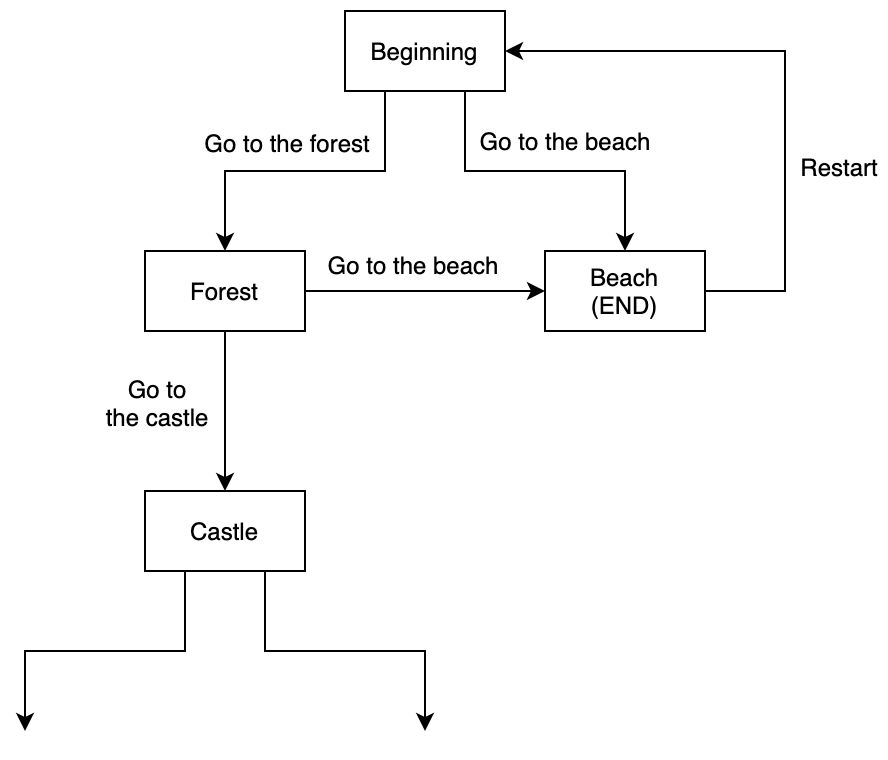 Beginning
Go to the forest
Go to the beach
Restart
Go to the beach
Forest
Beach
(END)
Go to
the castle
Castle